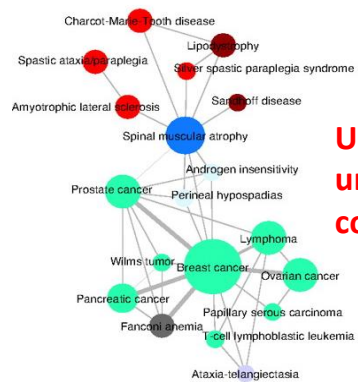 Charcot-Marie-Tooth disease
Lipodystrophy
Spastic ataxia/paraplegia
Silver spastic paraplegia syndrome
Amyotrophic lateral sclerosis
Sandhoff disease
Spinal muscular atrophy
Androgen insensitivity
Prostate cancer
Perineal hypospadias
Lymphoma
Wilms tumor
Breast cancer
Ovarian cancer
Pancreatic cancer
Papillary serous carcinoma
Fanconi anemia
T-cell lymphoblastic leukemia
Ataxia-telangiectasia